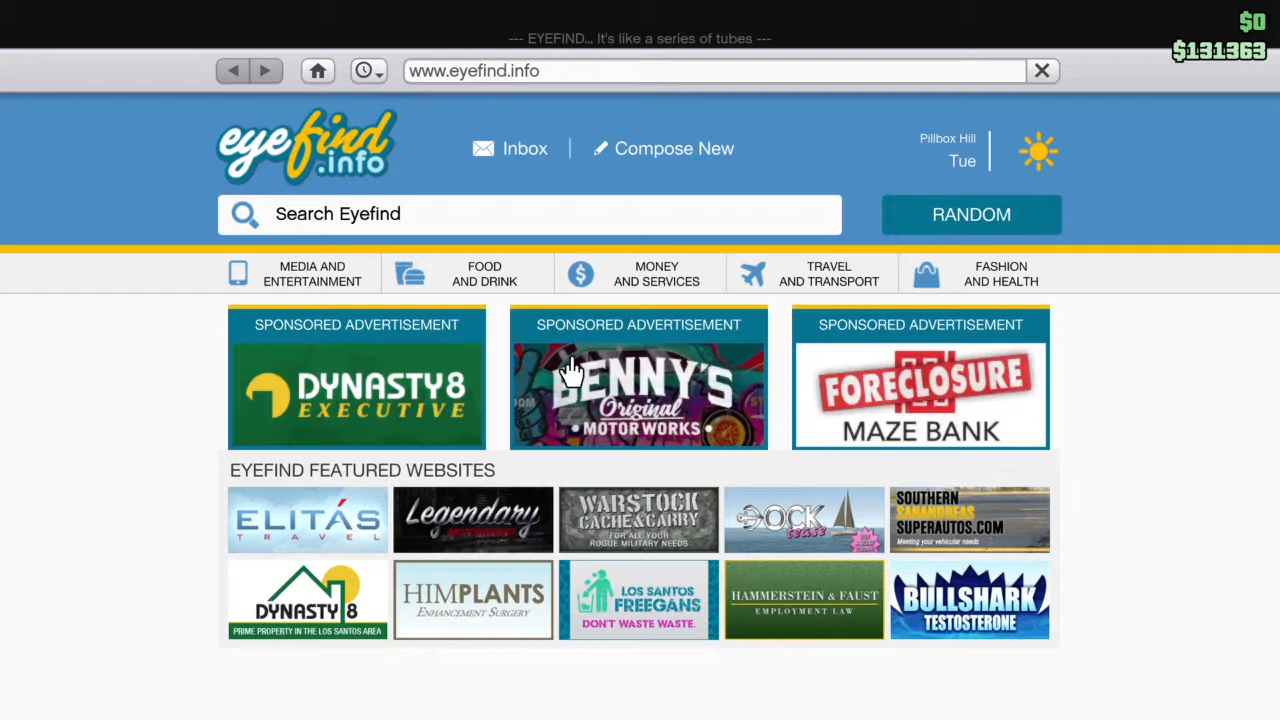 $0
--- EYEFIND... It's like a series of tubes ---
$131363
www.eyefind.info
eyefind.info
Inbox
Compose New
Pillbox Hill
Tue
Search Eyefind
RANDOM
MEDIA AND
ENTERTAINMENT
FOOD
AND DRINK
MONEY
AND SERVICES
TRAVEL
AND TRANSPORT
FASHION
AND HEALTH
SPONSORED ADVERTISEMENT
DYNASTY8
EXECUTIVE
SPONSORED ADVERTISEMENT
BENNY'S
Original
MOTORWORKS
SPONSORED ADVERTISEMENT
FORECLOSURE
MAZE BANK
EYEFIND FEATURED WEBSITES
ELITÁS
TRAVEL
Legendary
WARSTOCK
CACHE&CARRY
FOR ALL YOUR
ROGUE MILITARY NEEDS
DOCK
tease
SOUTHERN
SANANDREAS
SUPERAUTOS.COM
Meeting your vehicular needs
DYNASTY 8
PRIME PROPERTY IN THE LOS SANTOS AREA
HIMPLANTS
ENHANCEMENT SURGERY
LOS SANTOS
FREEGANS
DON'T WASTE WASTE.
HAMMERSTEIN & FAUST
EMPLOYMENT LAW
BULLSHARK
TESTOSTERONE